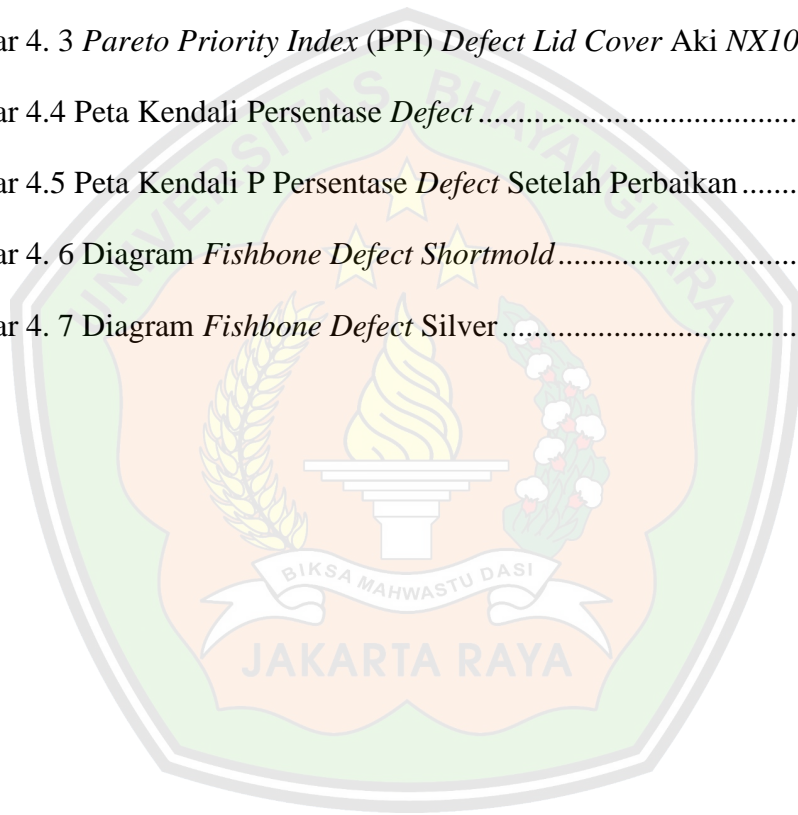 ar 4. 3 Pareto Priority Index (PPI) Defect Lid Cover Aki NX10
ar 4.4 Peta Kendali Persentase Defect....................................
ar 4.5 Peta Kendali P Persentase Defect Setelah Perbaikan.......
ar 4. 6 Diagram Fishbone Defect Shortmold...........................
ar 4. 7 Diagram Fishbone Defect Silver.................................
UNIVERSITAS BHAYANGKARA
BIKSA MAHWASTU DASI
JAKARTA RAYA